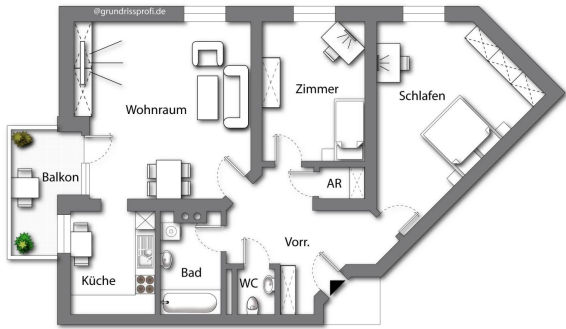 @grundrissprofi.de
Wohnraum
Zimmer
Schlafen
Balkon
AR
Vorr.
Küche
Bad
WC